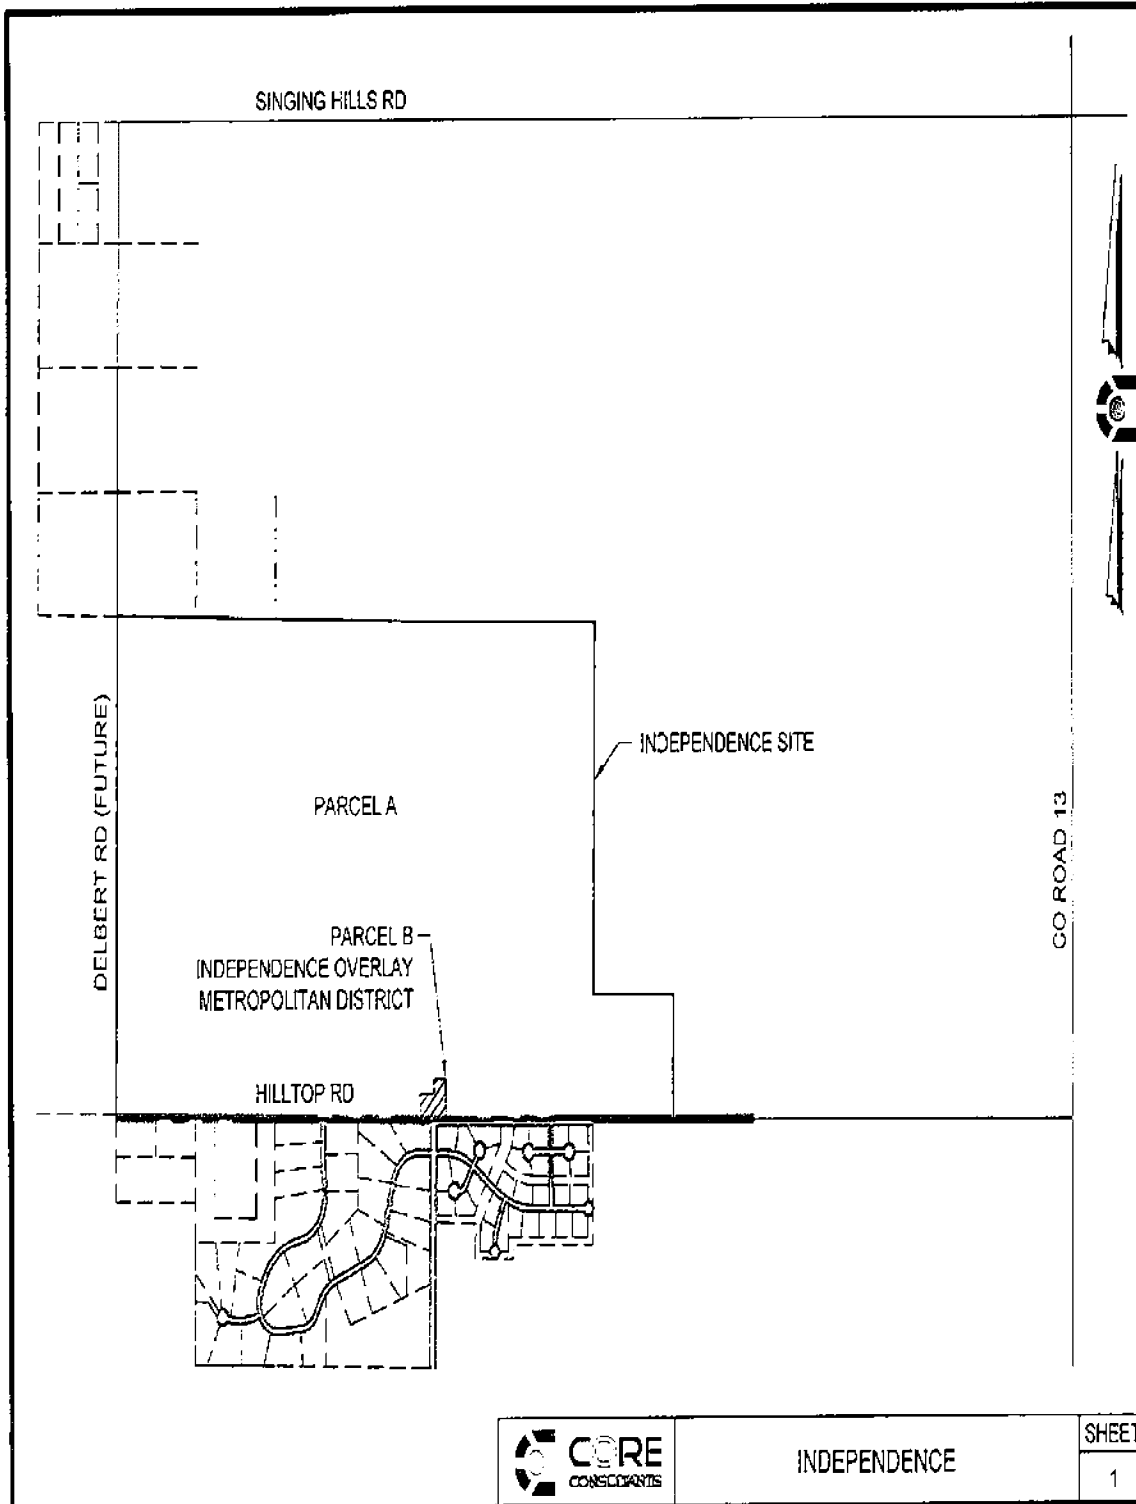 SINGING HILLS RD
INDEPENDENCE SITE
DELBERT RD (FUTURE)
PARCEL A
CO ROAD 13
PARCEL B
INDEPENDENCE OVERLAY
METROPOLITAN DISTRICT
HILLTOP RD
CORE
CONSULTANTS
INDEPENDENCE
SHEET
1